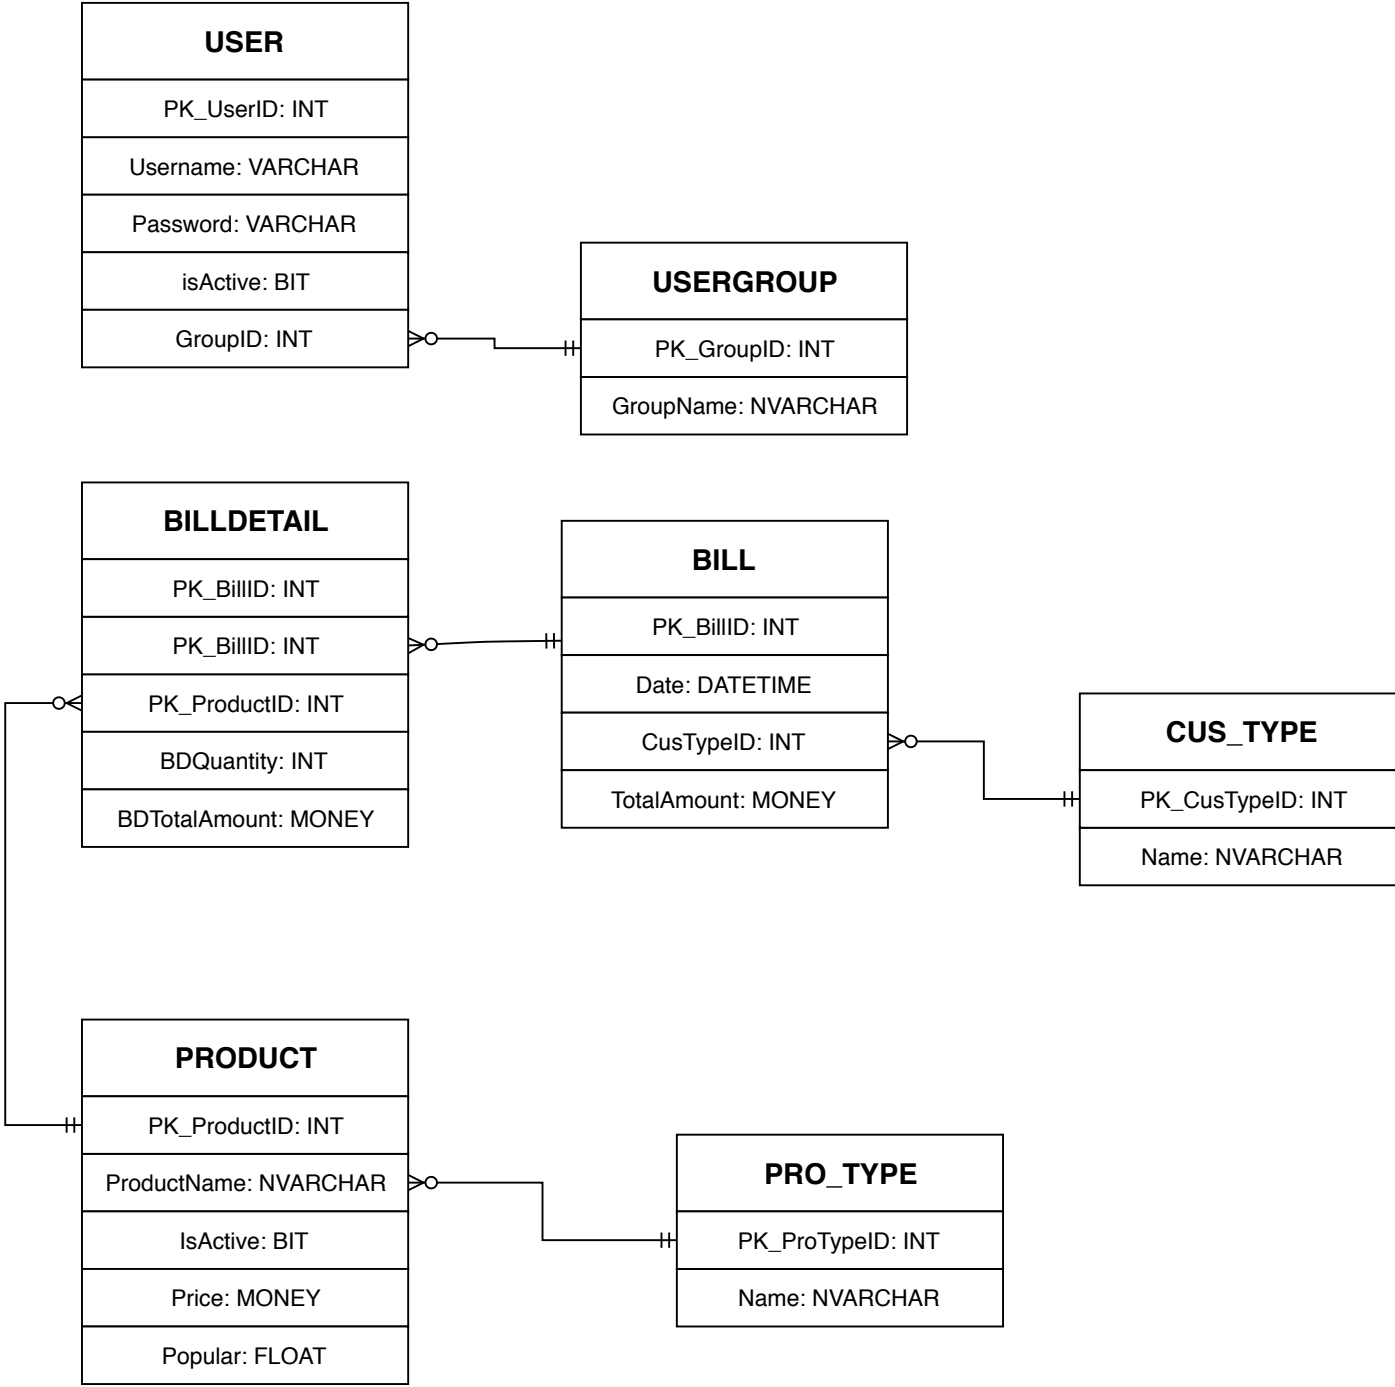 USER
PK_UserID: INT
Username: VARCHAR
Password: VARCHAR
isActive: BIT
GroupID: INT
USERGROUP
PK_GroupID: INT
GroupName: NVARCHAR
BILLDETAIL
PK_BillID: INT
PK_BillID: INT
PK_ProductID: INT
BDQuantity: INT
BDTotalAmount: MONEY
BILL
PK_BillID: INT
Date: DATETIME
CusTypeID: INT
TotalAmount: MONEY
CUS_TYPE
PK_CusTypeID: INT
Name: NVARCHAR
PRODUCT
PK_ProductID: INT
ProductName: NVARCHAR
IsActive: BIT
Price: MONEY
Popular: FLOAT
PRO_TYPE
PK_ProTypeID: INT
Name: NVARCHAR